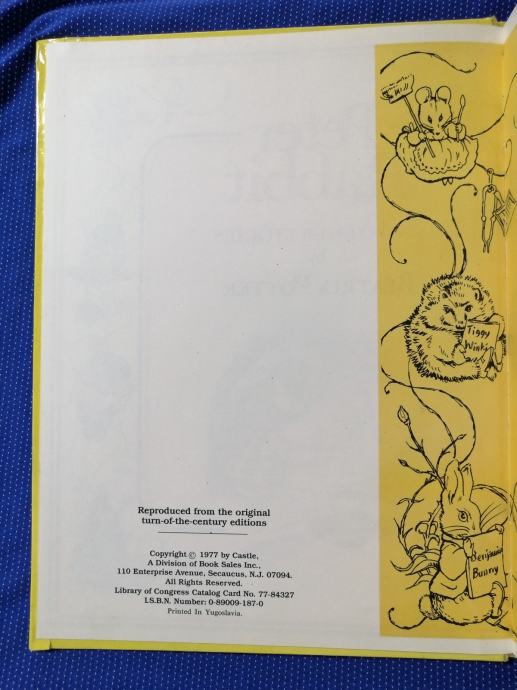 Tiggy
Winkle
Benjamin
Bunny
Reproduced from the original
turn-of-the-century editions
Copyright © 1977 by Castle,
A Division of Book Sales Inc.,
110 Enterprise Avenue, Secaucus, N.J. 07094.
All Rights Reserved.
Library of Congress Catalog Card No. 77-84327
I.S.B.N. Number: 0-89009-187-0
Printed In Yugoslavia.